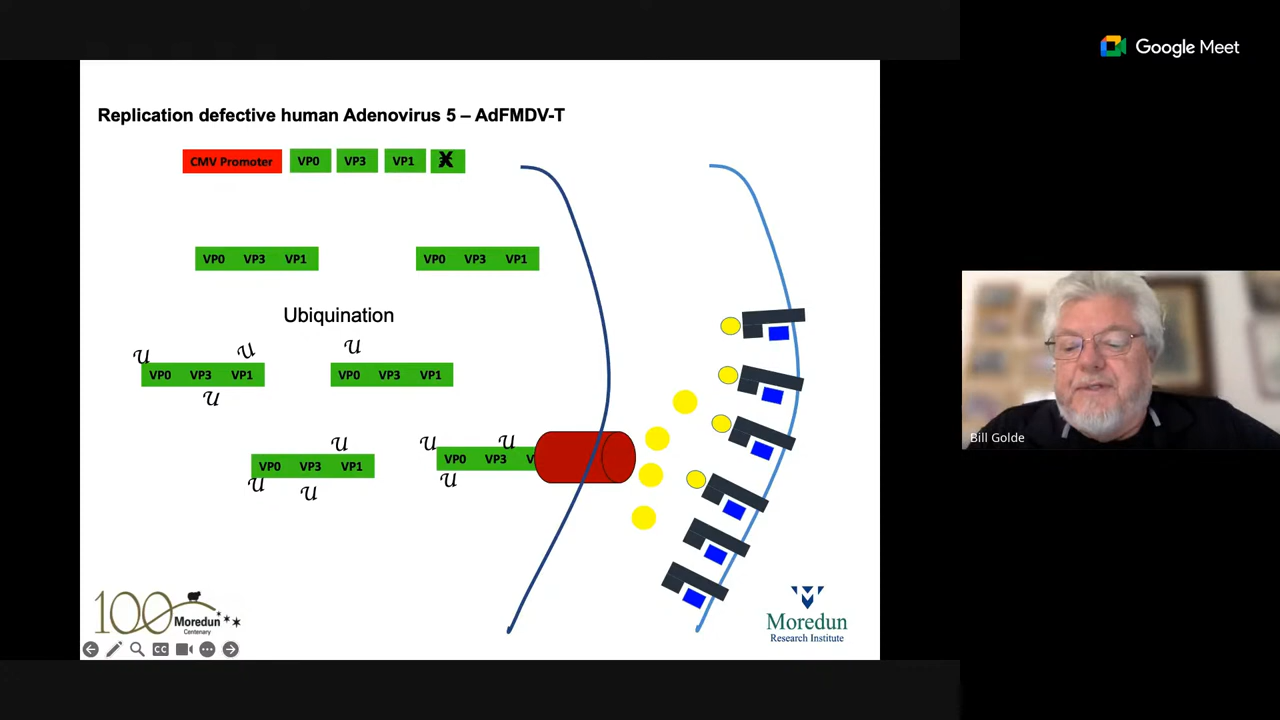 Google Meet
Replication defective human Adenovirus 5 – AdFMDV-T
CMV Promoter VP0 VP3 VP1 X
VP0 VP3 VP1 VP0 VP3 VP1
Ubiquination
U U U
VP0 VP3 VP1 VP0 VP3 VP1
U
U U U
VP0 VP3 VP1 VP0 VP3 V
U U U
Bill Golde
100 Moredun
Centenary
Moredun
Research Institute
CC